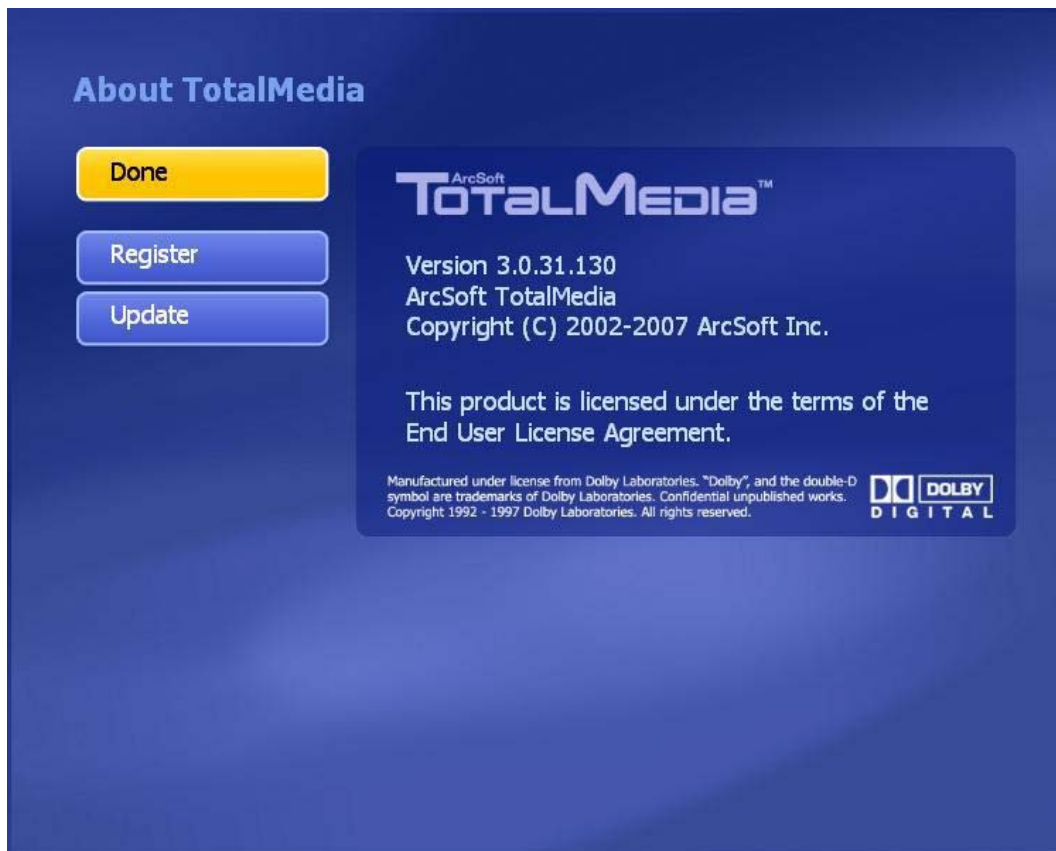 About TotalMedia
Done
Register
Update
ArcSoft
TOTALMEDIA™
Version 3.0.31.130
ArcSoft TotalMedia
Copyright (C) 2002-2007 ArcSoft Inc.
This product is licensed under the terms of the
End User License Agreement.
Manufactured under license from Dolby Laboratories. "Dolby", and the double-D
symbol are trademarks of Dolby Laboratories. Confidential unpublished works.
Copyright 1992 - 1997 Dolby Laboratories. All rights reserved.
DOLBY
DIGITAL